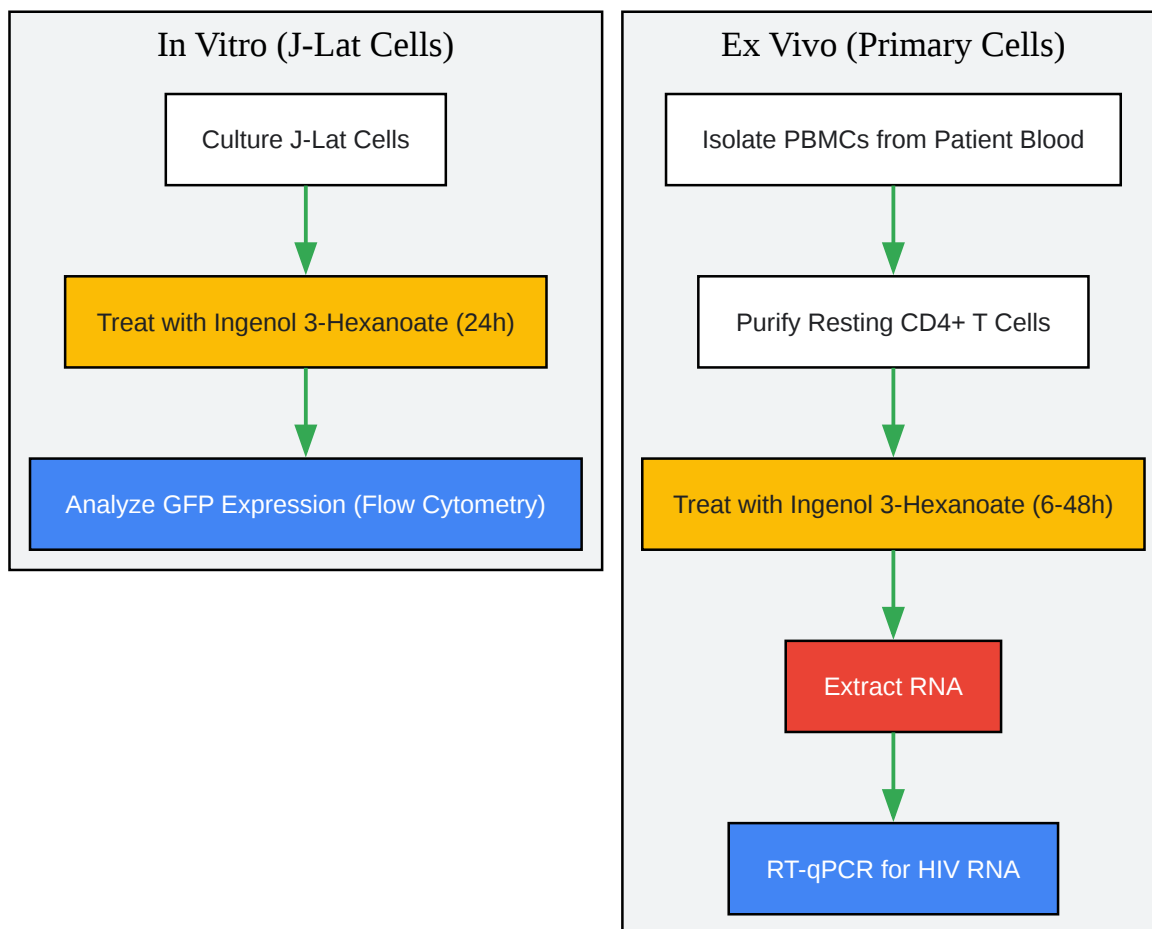 In Vitro (J-Lat Cells)
Culture J-Lat Cells
Treat with Ingenol 3-Hexanoate (24h)
Analyze GFP Expression (Flow Cytometry)
Ex Vivo (Primary Cells)
Isolate PBMCs from Patient Blood
Purify Resting CD4+ T Cells
Treat with Ingenol 3-Hexanoate (6-48h)
Extract RNA
RT-qPCR for HIV RNA